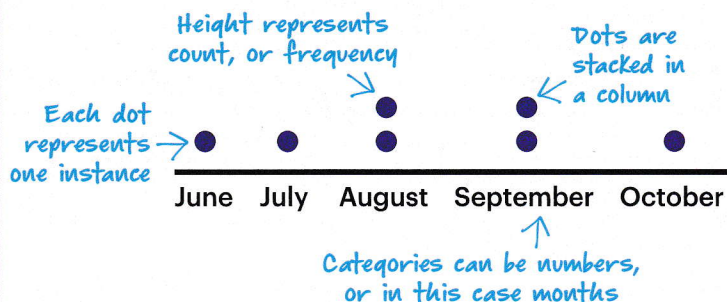 Height represents
count, or frequency
Dots are
stacked in
a column
Each dot
represents
one instance
June July August September October
Categories can be numbers,
or in this case months